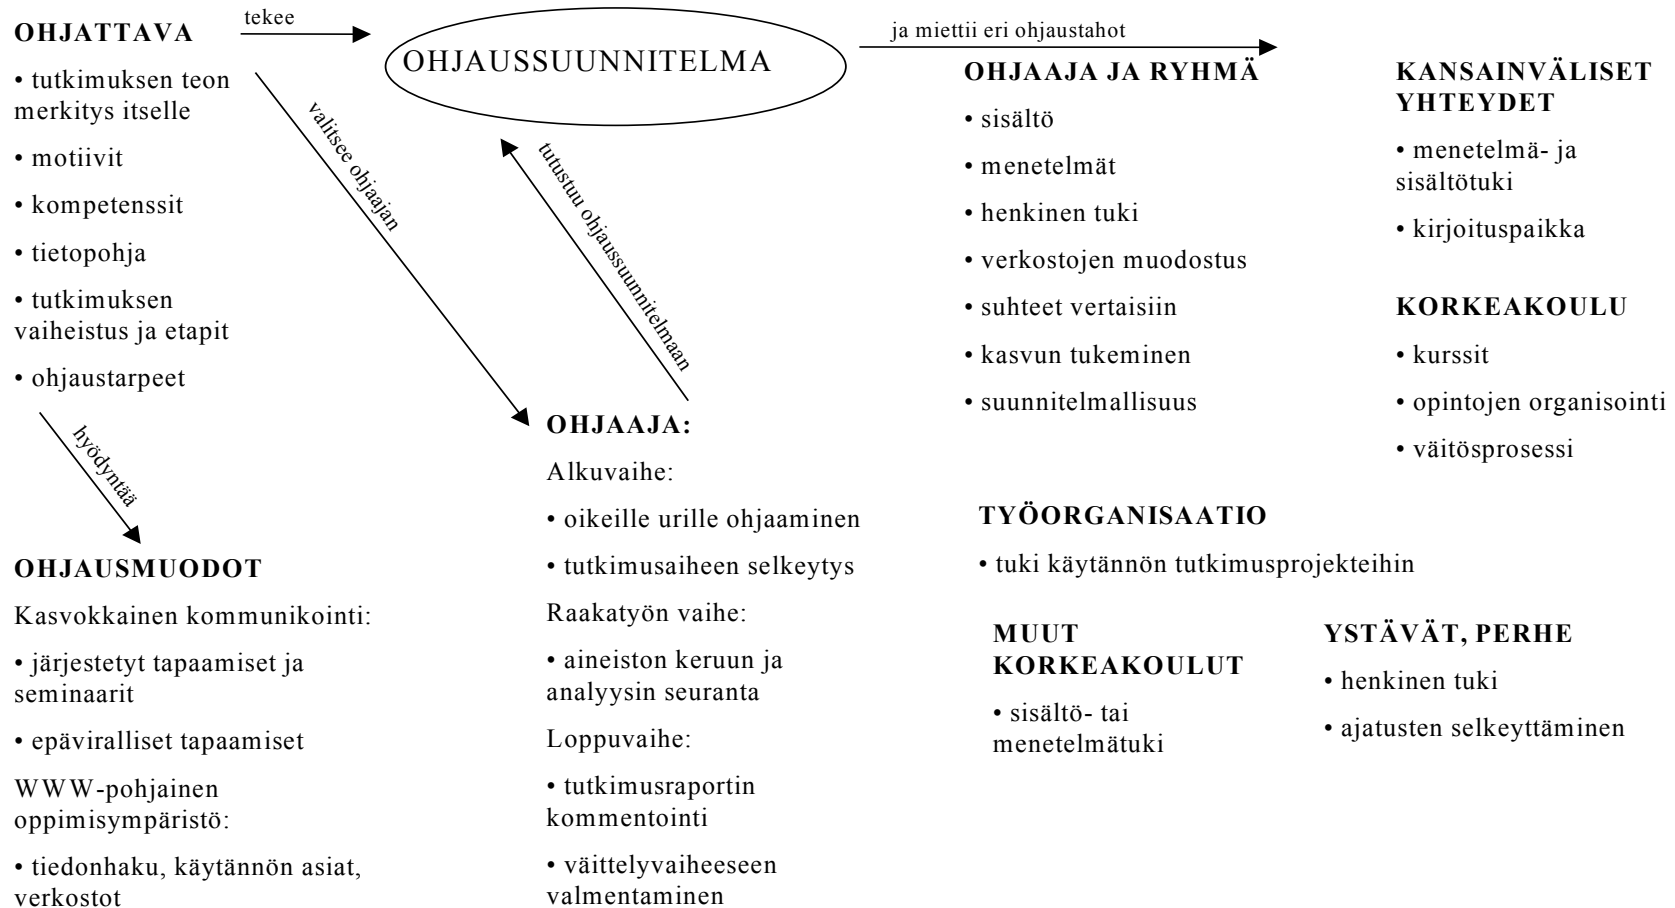 OHJATTAVA
• tutkimuksen teon
merkitys itselle
• motiivit
• kompetenssit
• tietopohja
• tutkimuksen
vaiheistus ja etapit
• ohjaustarpeet
tekee
OHJAUSSUUNNITELMA
ja miettii eri ohjaustahot
valitsee ohjaajan
tutustuu ohjaussuunnitelmaan
hyödyntää
OHJAUSMUODOT
Kasvokkainen kommunikointi:
• järjestetyt tapaamiset ja
seminaarit
• epäviralliset tapaamiset
WWW-pohjainen
oppimisympäristö:
• tiedonhaku, käytännön asiat,
verkostot
OHJAAJA:
Alkuvaihe:
• oikeille urille ohjaaminen
• tutkimusaiheen selkeytys
Raakatyön vaihe:
• aineiston keruun ja
analyysin seuranta
Loppuvaihe:
• tutkimusraportin
kommentointi
• väittelyvaiheeseen
valmentaminen
OHJAAJA JA RYHMÄ
• sisältö
• menetelmät
• henkinen tuki
• verkostojen muodostus
• suhteet vertaisiin
• kasvun tukeminen
• suunnitelmallisuus
KANSAINVÄLISET
YHTEYDET
• menetelmä- ja
sisältötuki
• kirjoituspaikka
KORKEAKOULU
• kurssit
• opintojen organisointi
• väitösprosessi
TYÖORGANISAATIO
• tuki käytännön tutkimusprojekteihin
MUUT
KORKEAKOULUT
• sisältö- tai
menetelmätuki
YSTÄVÄT, PERHE
• henkinen tuki
• ajatusten selkeyttäminen